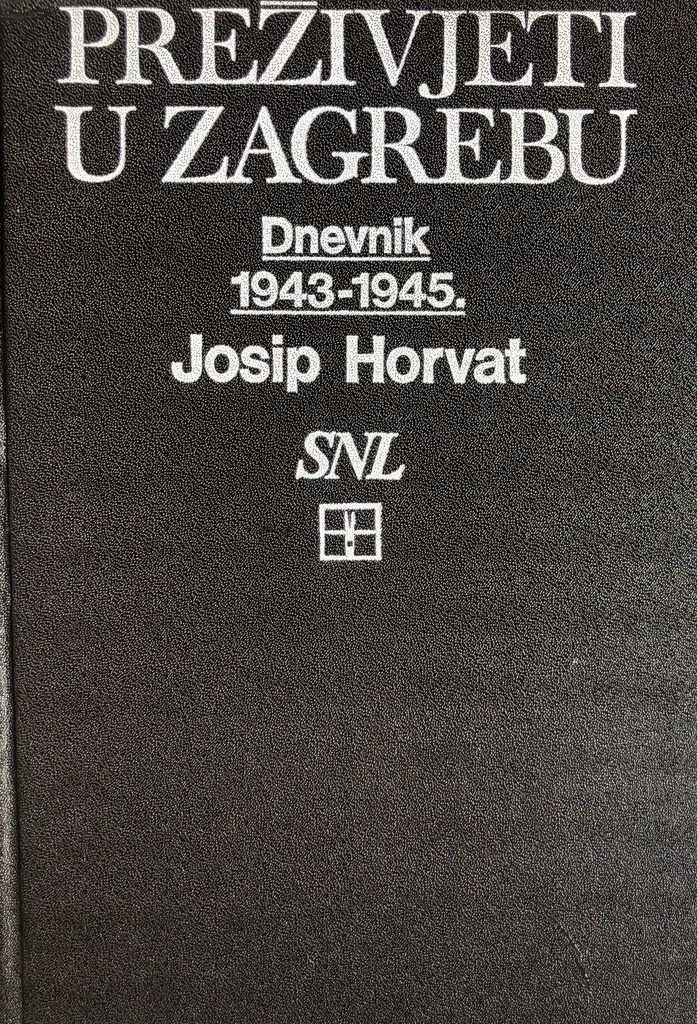 PREŽIVJETI
U ZAGREBU
Dnevnik
1943-1945.
Josip Horvat
SNL